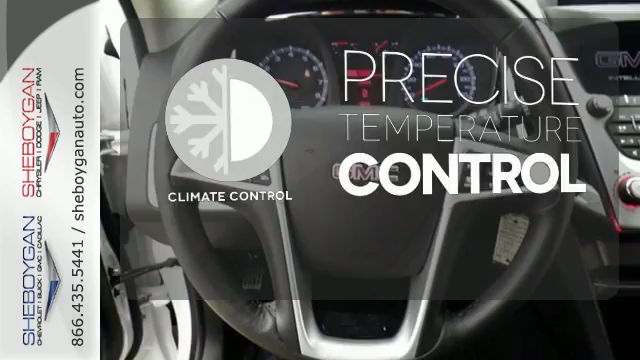 SHEBOYGAN
CHRYSLER | DODGE | JEEP | RAM
SHEBOYGAN
CHEVROLET | BUICK | GMC | CADILLAC
866.435.5441 / sheboyganauto.com
CLIMATE CONTROL
PRECISE
TEMPERATURE
CONTROL
GMC
GMC